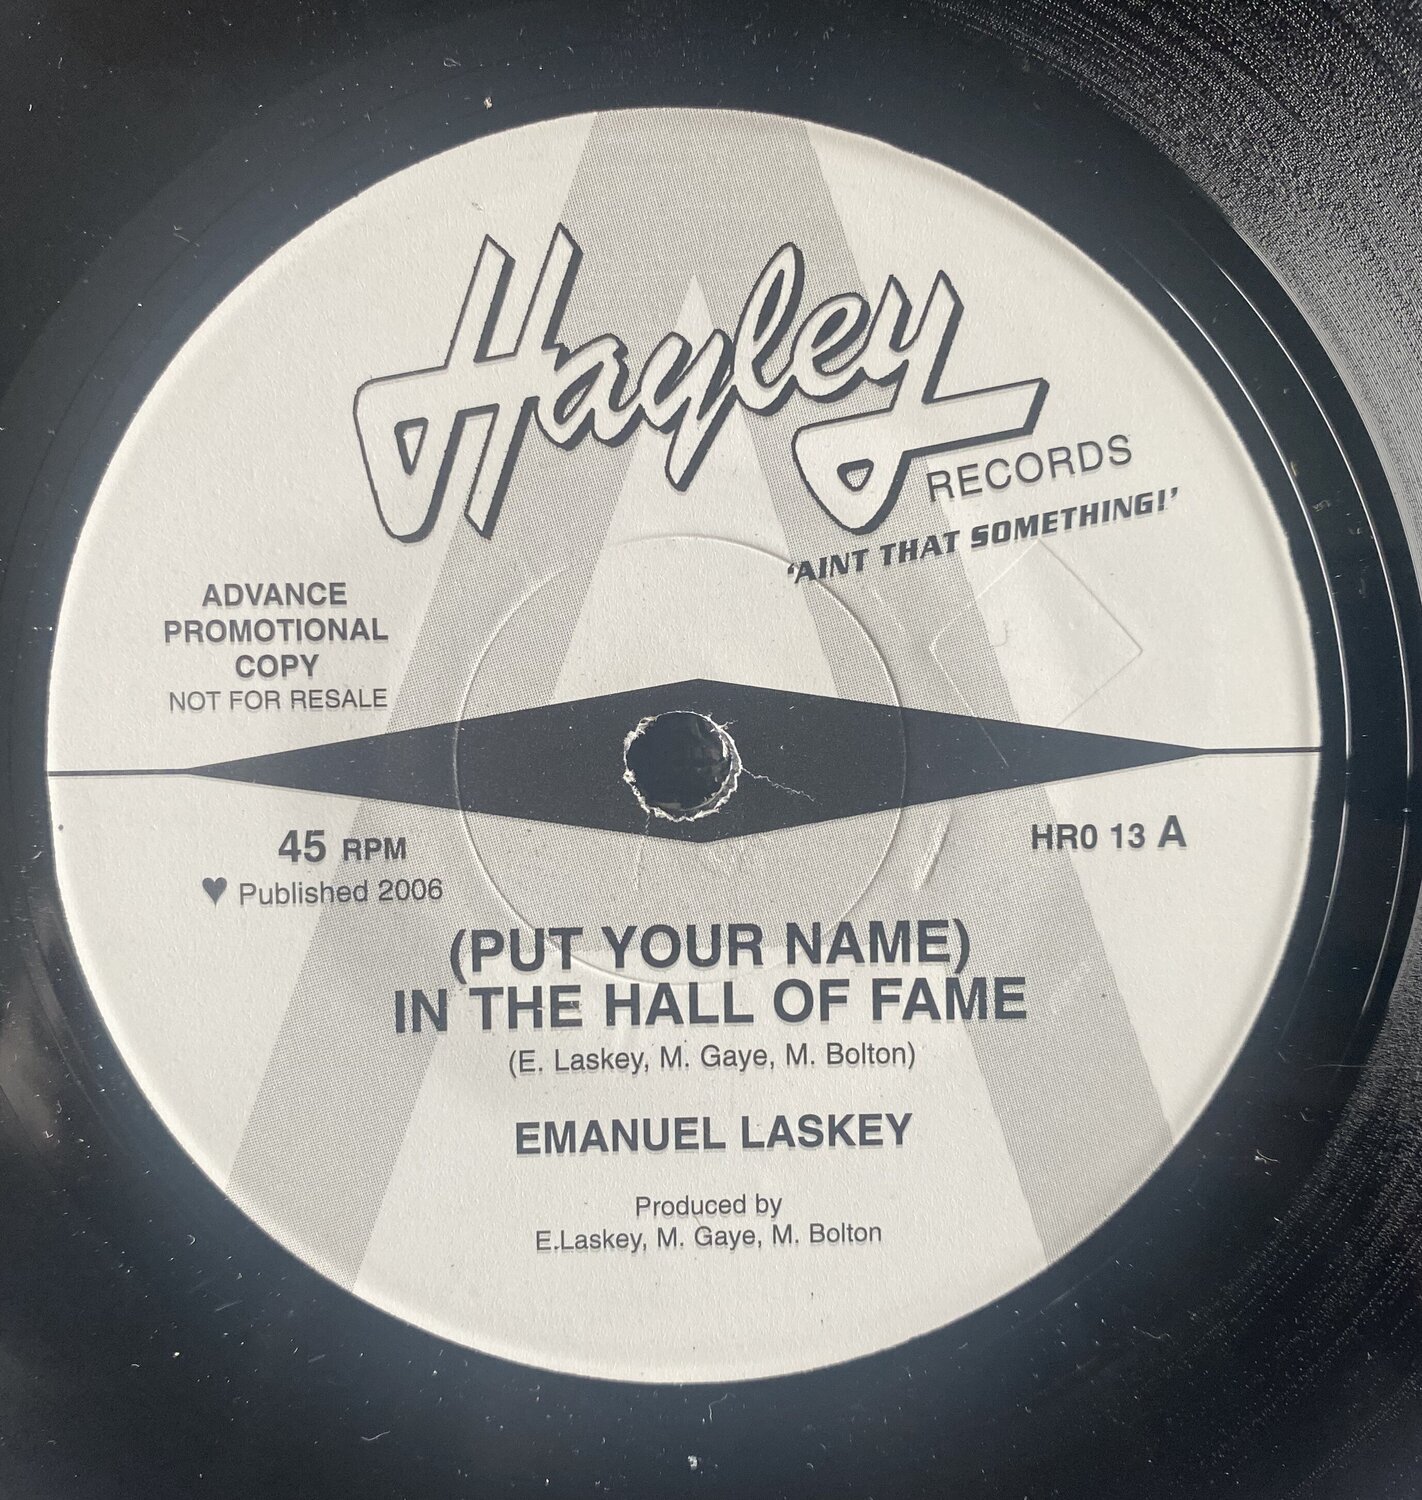 Hayley
RECORDS
'AINT THAT SOMETHING!'
ADVANCE
PROMOTIONAL
COPY
NOT FOR RESALE
45 RPM
♥ Published 2006
HR0 13 A
(PUT YOUR NAME)
IN THE HALL OF FAME
(E. Laskey, M. Gaye, M. Bolton)
EMANUEL LASKEY
Produced by
E.Laskey, M. Gaye, M. Bolton